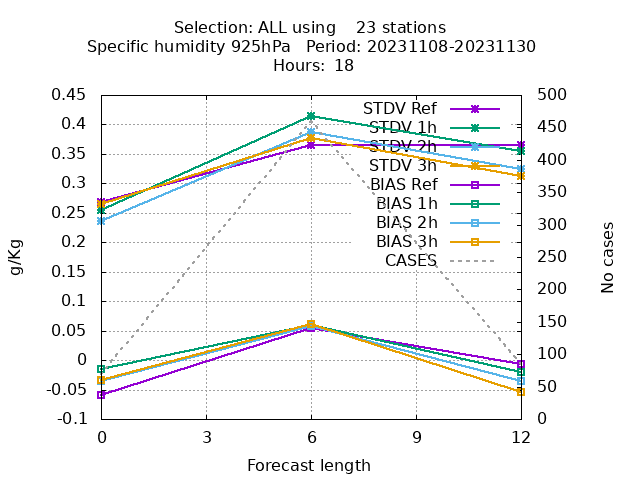 Selection: ALL using    23 stations
Specific humidity 925hPa   Period: 20231108-20231130
Hours:  18
g/Kg
0.45
0.4
0.35
0.3
0.25
0.2
0.15
0.1
0.05
0
-0.05
-0.1
STDV Ref
STDV 1h
STDV 2h
STDV 3h
BIAS Ref
BIAS 1h
BIAS 2h
BIAS 3h
CASES
500
450
400
350
300
250
200
150
100
50
0
No cases
0 3 6 9 12
Forecast length